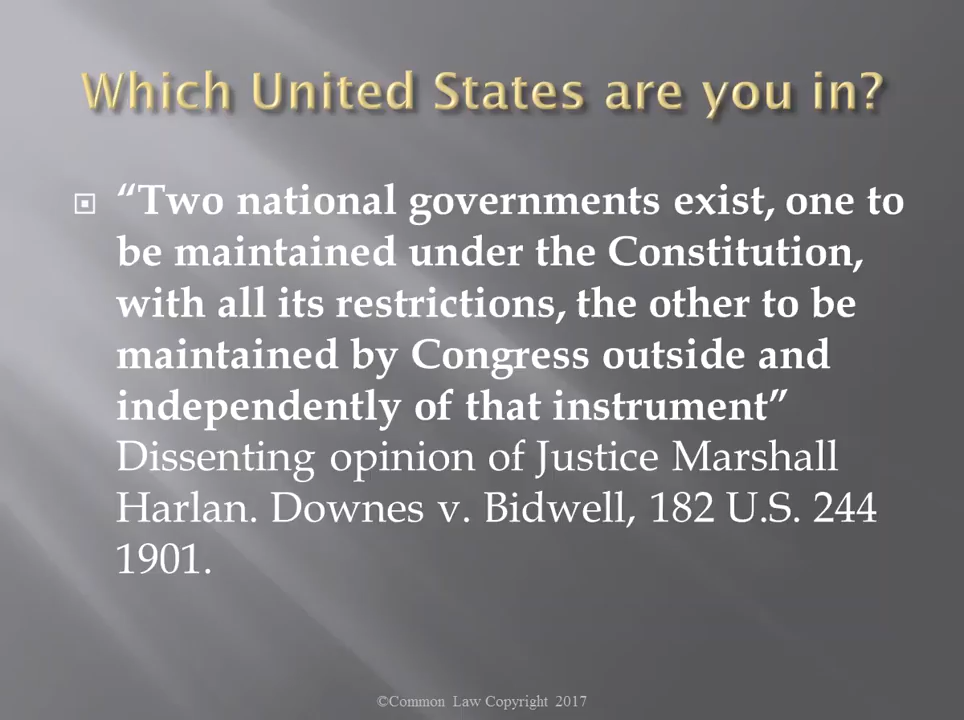 Which United States are you in?
“Two national governments exist, one to
be maintained under the Constitution,
with all its restrictions, the other to be
maintained by Congress outside and
independently of that instrument”
Dissenting opinion of Justice Marshall
Harlan. Downes v. Bidwell, 182 U.S. 244
1901.
©Common Law Copyright 2017